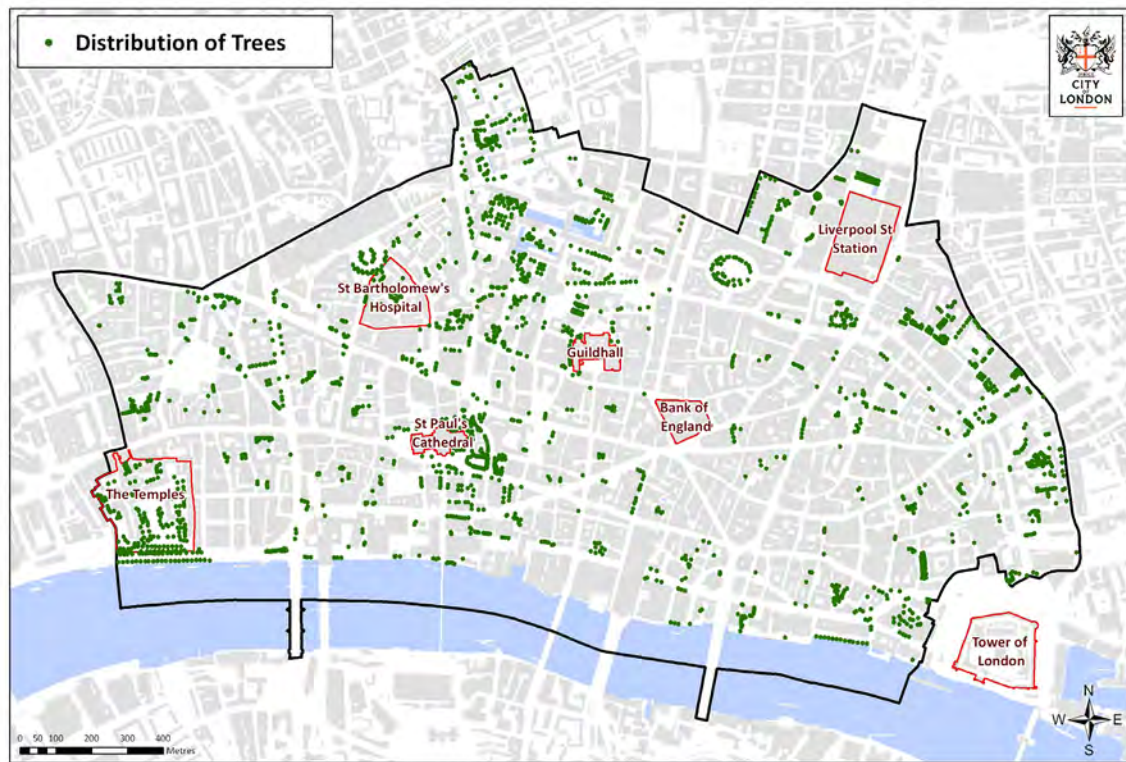 Distribution of Trees
CITY
of
LONDON
Liverpool St
Station
St Bartholomew's
Hospital
Guildhall
Bank of
England
St Paul's
Cathedral
The Temples
Tower of
London
N
W E
S
0 50 100 200 300 400
Metres